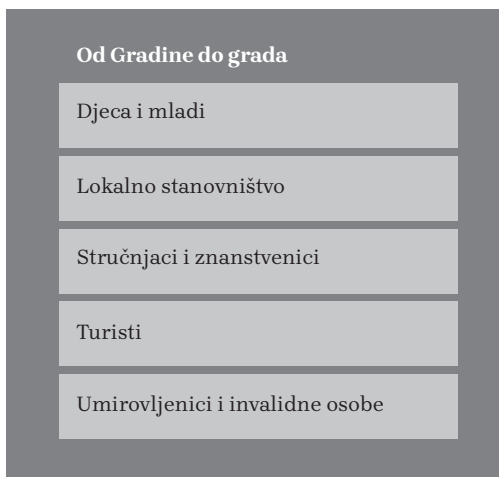 Od Gradine do grada
Djeca i mladi
Lokalno stanovništvo
Stručnjaci i znanstvenici
Turisti
Umirovljenici i invalidne osobe